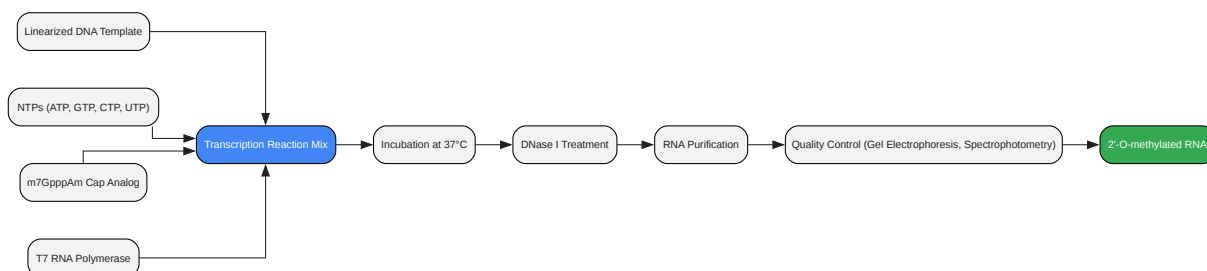 Linearized DNA Template
NTPs (ATP, GTP, CTP, UTP)
m7GpppAm Cap Analog
T7 RNA Polymerase
Transcription Reaction Mix
Incubation at 37°C
DNase I Treatment
RNA Purification
Quality Control (Gel Electrophoresis, Spectrophotometry)
2'-O-methylated RNA